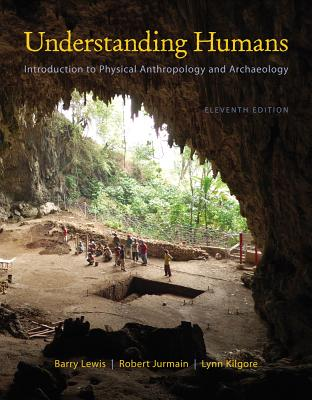 Understanding Humans
Introduction to Physical Anthropology and Archaeology
ELEVENTH EDITION
Barry Lewis | Robert Jurmain | Lynn Kilgore